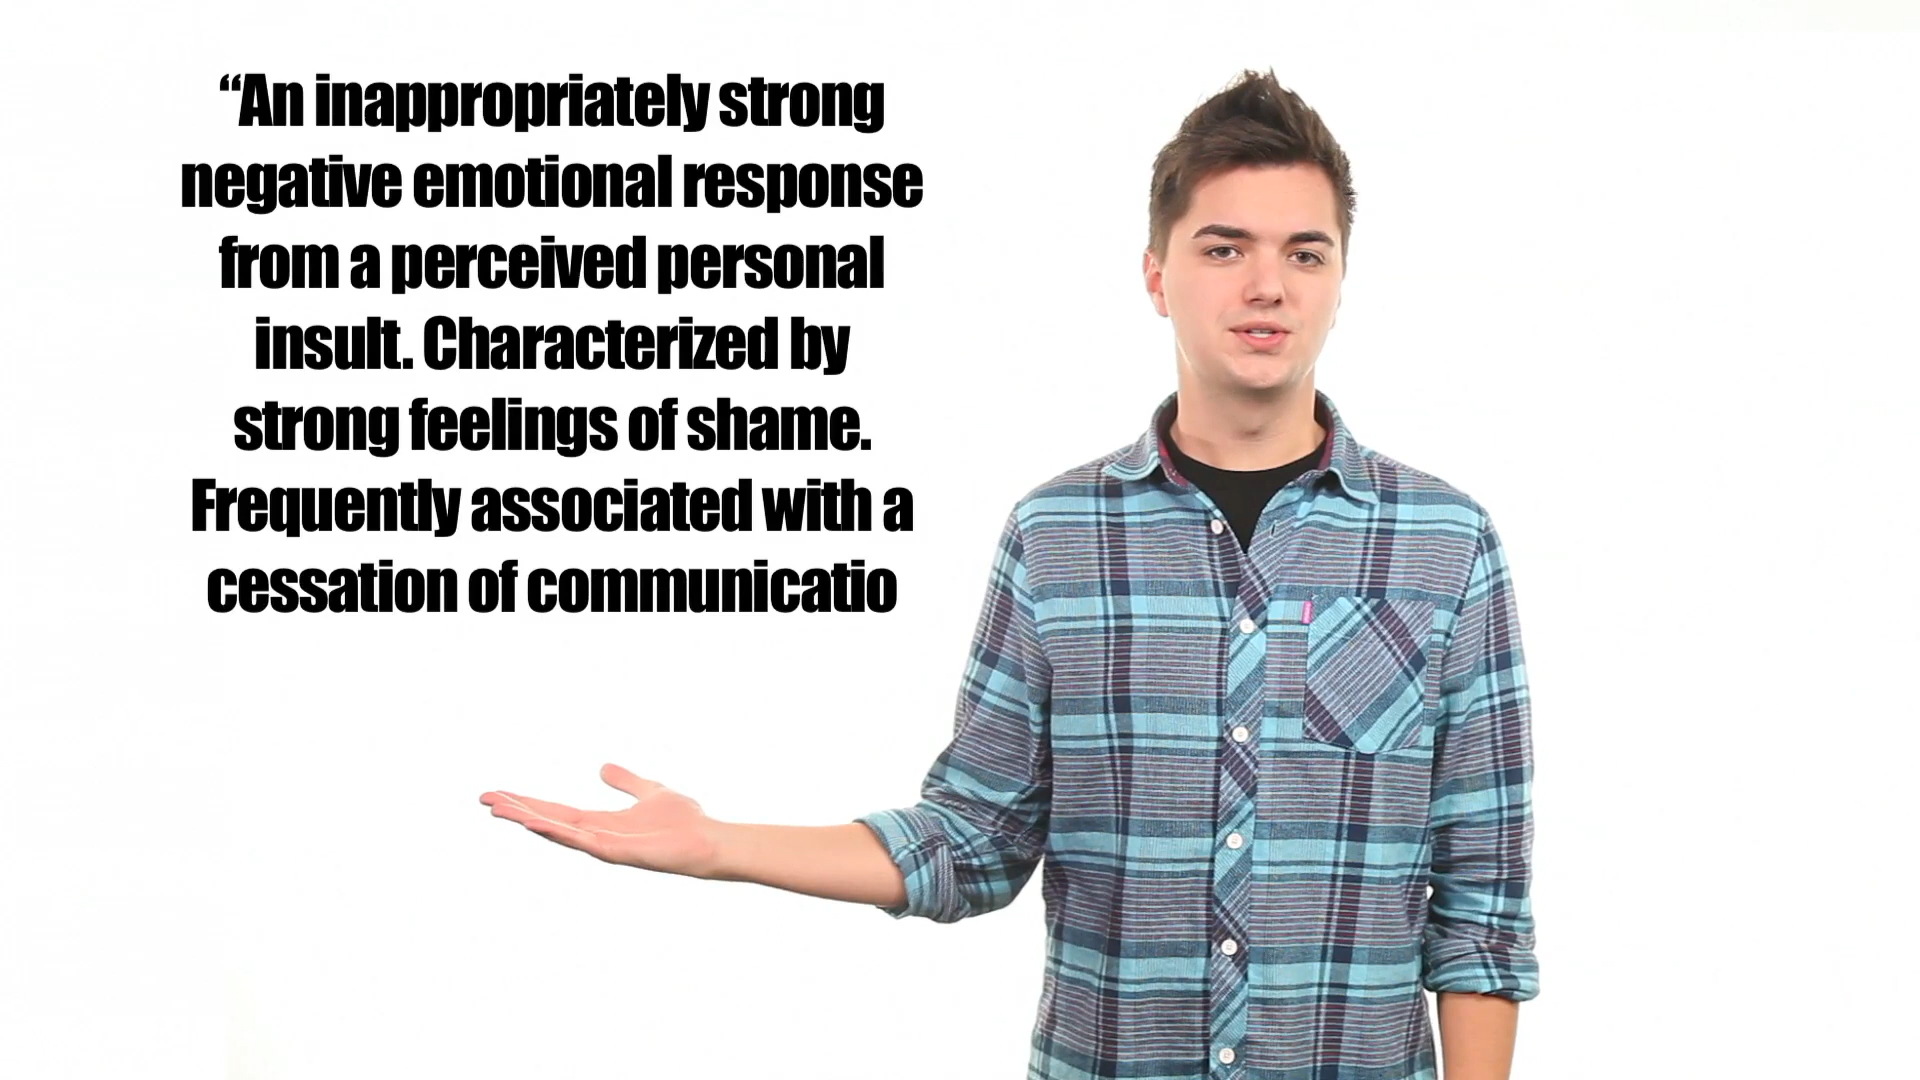 “An inappropriately strong
negative emotional response
from a perceived personal
insult. Characterized by
strong feelings of shame.
Frequently associated with a
cessation of communicatio